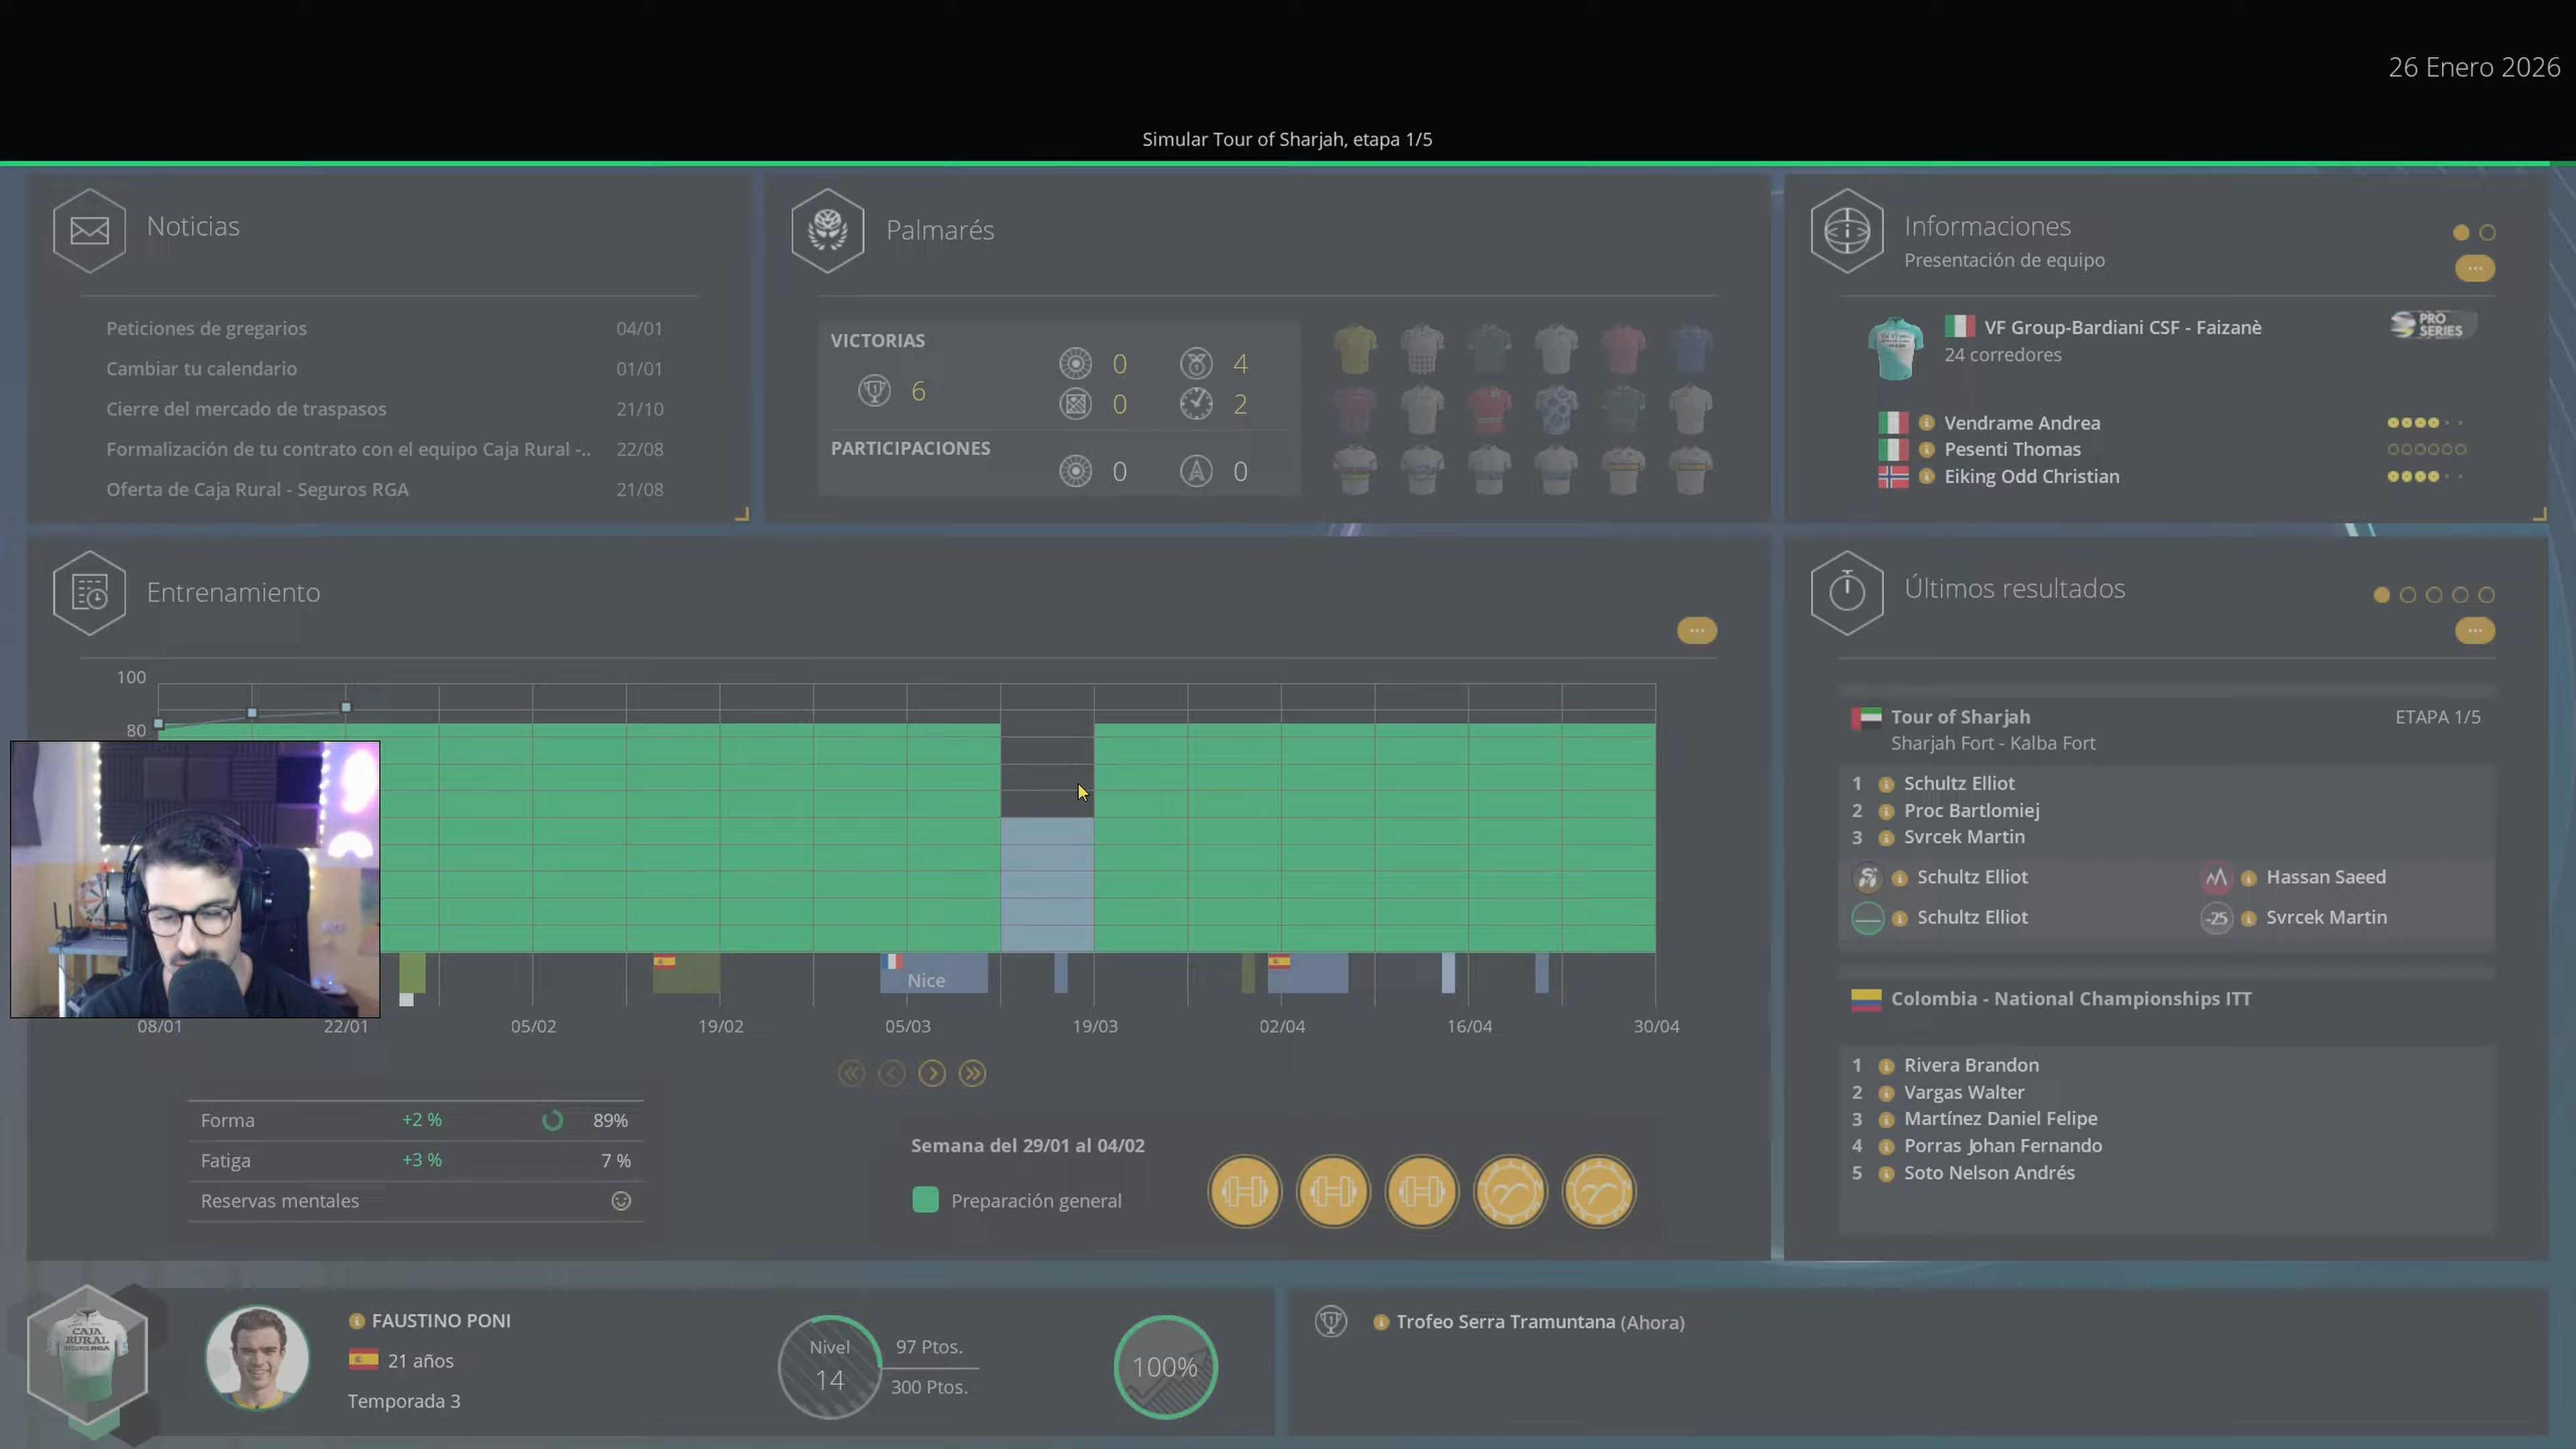 26 Enero 2026
Simular Tour of Sharjah, etapa 1/5
Noticias
Peticiones de gregarios 04/01
Cambiar tu calendario 01/01
Cierre del mercado de traspasos 21/10
Formalización de tu contrato con el equipo Caja Rural -.. 22/08
Oferta de Caja Rural - Seguros RGA 21/08
Palmarés
VICTORIAS
6
0 4
0 2
PARTICIPACIONES
0 0
Informaciones
Presentación de equipo
VF Group-Bardiani CSF - Faizanè
24 corredores
PRO
SERIES
Vendrame Andrea
Pesenti Thomas
Eiking Odd Christian
Entrenamiento
100
80
Nice
08/01 22/01 05/02 19/02 05/03 19/03 02/04 16/04 30/04
Forma +2 % 89%
Fatiga +3 % 7 %
Reservas mentales
Semana del 29/01 al 04/02
Preparación general
Últimos resultados
Tour of Sharjah ETAPA 1/5
Sharjah Fort - Kalba Fort
1 Schultz Elliot
2 Proc Bartlomiej
3 Svrcek Martin
Schultz Elliot Hassan Saeed
Schultz Elliot -25 Svrcek Martin
Colombia - National Championships ITT
1 Rivera Brandon
2 Vargas Walter
3 Martínez Daniel Felipe
4 Porras Johan Fernando
5 Soto Nelson Andrés
CAJA
RURAL
SEGUROS RGA
FAUSTINO PONI
21 años
Temporada 3
Nivel
14
97 Ptos.
300 Ptos.
100%
Trofeo Serra Tramuntana (Ahora)